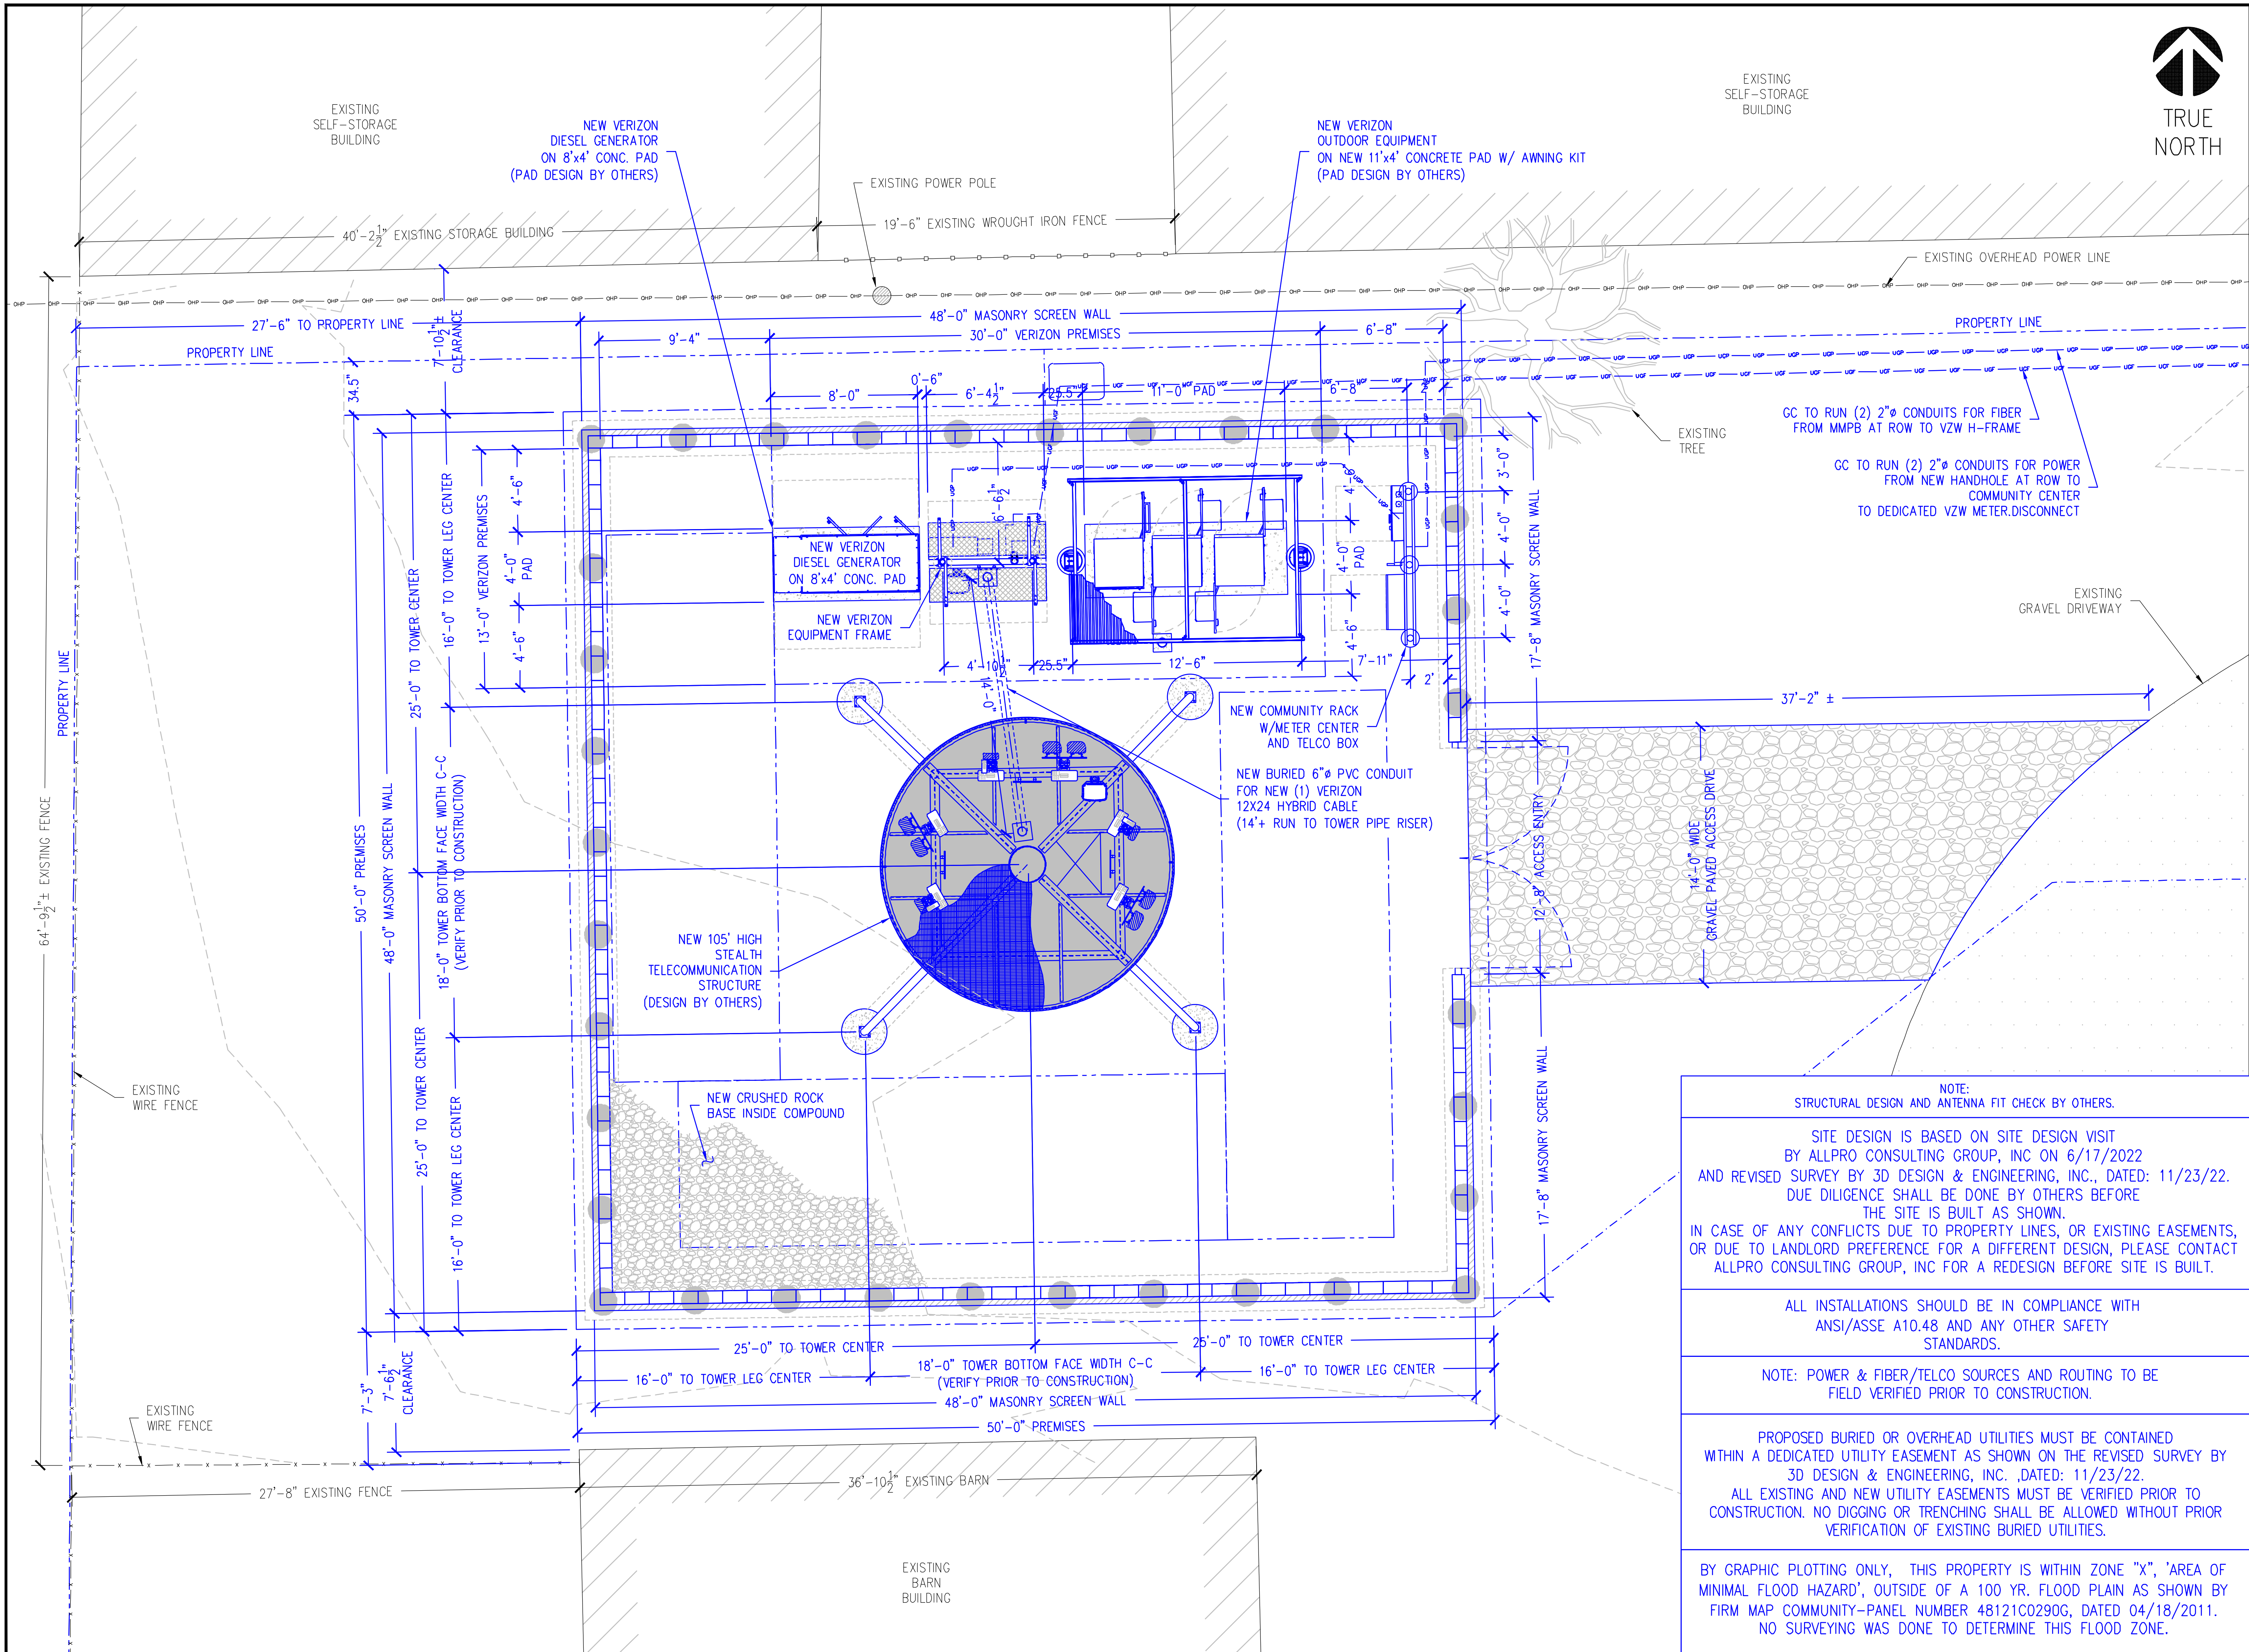 TRUE
NORTH
EXISTING
SELF-STORAGE
BUILDING
NEW VERIZON
DIESEL GENERATOR
ON 8'x4' CONC. PAD
(PAD DESIGN BY OTHERS)
EXISTING POWER POLE
NEW VERIZON
OUTDOOR EQUIPMENT
ON NEW 11'x4' CONCRETE PAD W/ AWNING KIT
(PAD DESIGN BY OTHERS)
EXISTING
SELF-STORAGE
BUILDING
40'-2½" EXISTING STORAGE BUILDING
19'-6" EXISTING WROUGHT IRON FENCE
EXISTING OVERHEAD POWER LINE
27'-6" TO PROPERTY LINE
7'-10½" ±
CLEARANCE
48'-0" MASONRY SCREEN WALL
30'-0" VERIZON PREMISES
9'-4"
6'-8"
PROPERTY LINE
PROPERTY LINE
34.5"
8'-0"
0'-6"
6'-4½"
25.5"
11'-0" PAD
6'-8"
2'
GC TO RUN (2) 2"ø CONDUITS FOR FIBER
FROM MMPB AT ROW TO VZW H-FRAME
EXISTING
TREE
GC TO RUN (2) 2"ø CONDUITS FOR POWER
FROM NEW HANDHOLE AT ROW TO
COMMUNITY CENTER
TO DEDICATED VZW METER.DISCONNECT
EXISTING
GRAVEL DRIVEWAY
64'-9½"± EXISTING FENCE
PROPERTY LINE
50'-0" PREMISES
48'-0" MASONRY SCREEN WALL
25'-0" TO TOWER CENTER
16'-0" TO TOWER LEG CENTER
13'-0" VERIZON PREMISES
4'-6"
4'-0"
PAD
4'-6"
NEW VERIZON
DIESEL GENERATOR
ON 8'x4' CONC. PAD
NEW VERIZON
EQUIPMENT FRAME
6'-6½"
4'-6"
4'-0"
PAD
4'-6"
3'-0"
4'-0"
4'-0"
17'-8" MASONRY SCREEN WALL
4'-10½"
25.5"
12'-6"
7'-11"
2'
14'-0"
37'-2" ±
NEW COMMUNITY RACK
W/METER CENTER
AND TELCO BOX
NEW BURIED 6"ø PVC CONDUIT
FOR NEW (1) VERIZON
12X24 HYBRID CABLE
(14'+ RUN TO TOWER PIPE RISER)
18'-0" TOWER BOTTOM FACE WIDTH C-C
(VERIFY PRIOR TO CONSTRUCTION)
12'-8" ACCESS ENTRY
14'-0" WIDE
GRAVEL PAVED ACCESS DRIVE
NEW 105' HIGH
STEALTH
TELECOMMUNICATION
STRUCTURE
(DESIGN BY OTHERS)
25'-0" TO TOWER CENTER
16'-0" TO TOWER LEG CENTER
17'-8" MASONRY SCREEN WALL
EXISTING
WIRE FENCE
NEW CRUSHED ROCK
BASE INSIDE COMPOUND
25'-0" TO TOWER CENTER
25'-0" TO TOWER CENTER
16'-0" TO TOWER LEG CENTER
18'-0" TOWER BOTTOM FACE WIDTH C-C
(VERIFY PRIOR TO CONSTRUCTION)
16'-0" TO TOWER LEG CENTER
48'-0" MASONRY SCREEN WALL
50'-0" PREMISES
7'-3"
7'-6½"
CLEARANCE
EXISTING
WIRE FENCE
27'-8" EXISTING FENCE
36'-10½" EXISTING BARN
EXISTING
BARN
BUILDING
NOTE:
STRUCTURAL DESIGN AND ANTENNA FIT CHECK BY OTHERS.
SITE DESIGN IS BASED ON SITE DESIGN VISIT
BY ALLPRO CONSULTING GROUP, INC ON 6/17/2022
AND REVISED SURVEY BY 3D DESIGN & ENGINEERING, INC., DATED: 11/23/22.
DUE DILIGENCE SHALL BE DONE BY OTHERS BEFORE
THE SITE IS BUILT AS SHOWN.
IN CASE OF ANY CONFLICTS DUE TO PROPERTY LINES, OR EXISTING EASEMENTS,
OR DUE TO LANDLORD PREFERENCE FOR A DIFFERENT DESIGN, PLEASE CONTACT
ALLPRO CONSULTING GROUP, INC FOR A REDESIGN BEFORE SITE IS BUILT.
ALL INSTALLATIONS SHOULD BE IN COMPLIANCE WITH
ANSI/ASSE A10.48 AND ANY OTHER SAFETY
STANDARDS.
NOTE: POWER & FIBER/TELCO SOURCES AND ROUTING TO BE
FIELD VERIFIED PRIOR TO CONSTRUCTION.
PROPOSED BURIED OR OVERHEAD UTILITIES MUST BE CONTAINED
WITHIN A DEDICATED UTILITY EASEMENT AS SHOWN ON THE REVISED SURVEY BY
3D DESIGN & ENGINEERING, INC. ,DATED: 11/23/22.
ALL EXISTING AND NEW UTILITY EASEMENTS MUST BE VERIFIED PRIOR TO
CONSTRUCTION. NO DIGGING OR TRENCHING SHALL BE ALLOWED WITHOUT PRIOR
VERIFICATION OF EXISTING BURIED UTILITIES.
BY GRAPHIC PLOTTING ONLY, THIS PROPERTY IS WITHIN ZONE "X", 'AREA OF
MINIMAL FLOOD HAZARD', OUTSIDE OF A 100 YR. FLOOD PLAIN AS SHOWN BY
FIRM MAP COMMUNITY-PANEL NUMBER 48121C0290G, DATED 04/18/2011.
NO SURVEYING WAS DONE TO DETERMINE THIS FLOOD ZONE.